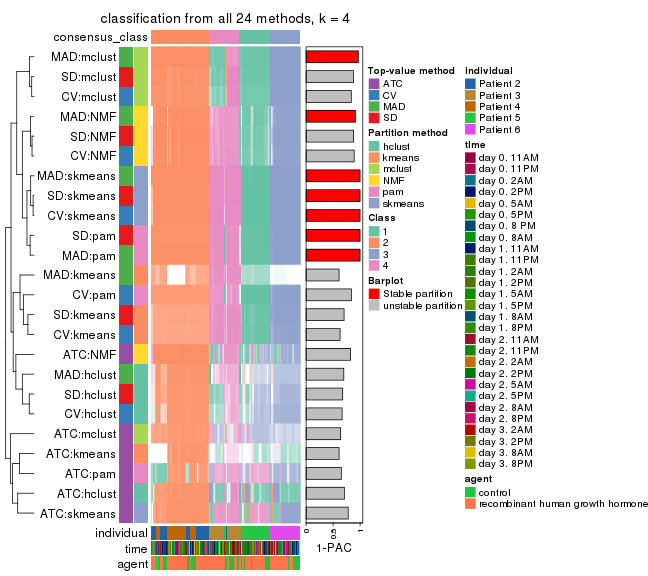 classification from all 24 methods, k = 4
consensus_class
MAD:mclust
SD:mclust
CV:mclust
MAD:NMF
SD:NMF
CV:NMF
MAD:skmeans
SD:skmeans
CV:skmeans
SD:pam
MAD:pam
MAD:kmeans
CV:pam
SD:kmeans
CV:kmeans
ATC:NMF
MAD:hclust
SD:hclust
CV:hclust
ATC:mclust
ATC:kmeans
ATC:pam
ATC:hclust
ATC:skmeans
individual
time
agent
0
0.5
1
1-PAC
Top-value method
ATC
CV
MAD
SD
Partition method
hclust
kmeans
mclust
NMF
pam
skmeans
Class
1
2
3
4
Barplot
Stable partition
unstable partition
individual
Patient 2
Patient 3
Patient 4
Patient 5
Patient 6
time
day 0, 11AM
day 0, 11PM
day 0, 2AM
day 0, 2PM
day 0, 5AM
day 0, 5PM
day 0, 8 PM
day 0, 8AM
day 1, 11AM
day 1, 11PM
day 1, 2AM
day 1, 2PM
day 1, 5AM
day 1, 5PM
day 1, 8AM
day 1, 8PM
day 2, 11AM
day 2, 11PM
day 2, 2AM
day 2, 2PM
day 2, 5AM
day 2, 5PM
day 2, 8AM
day 2, 8PM
day 3, 2AM
day 3, 2PM
day 3, 8AM
day 3, 8PM
agent
control
recombinant human growth hormone